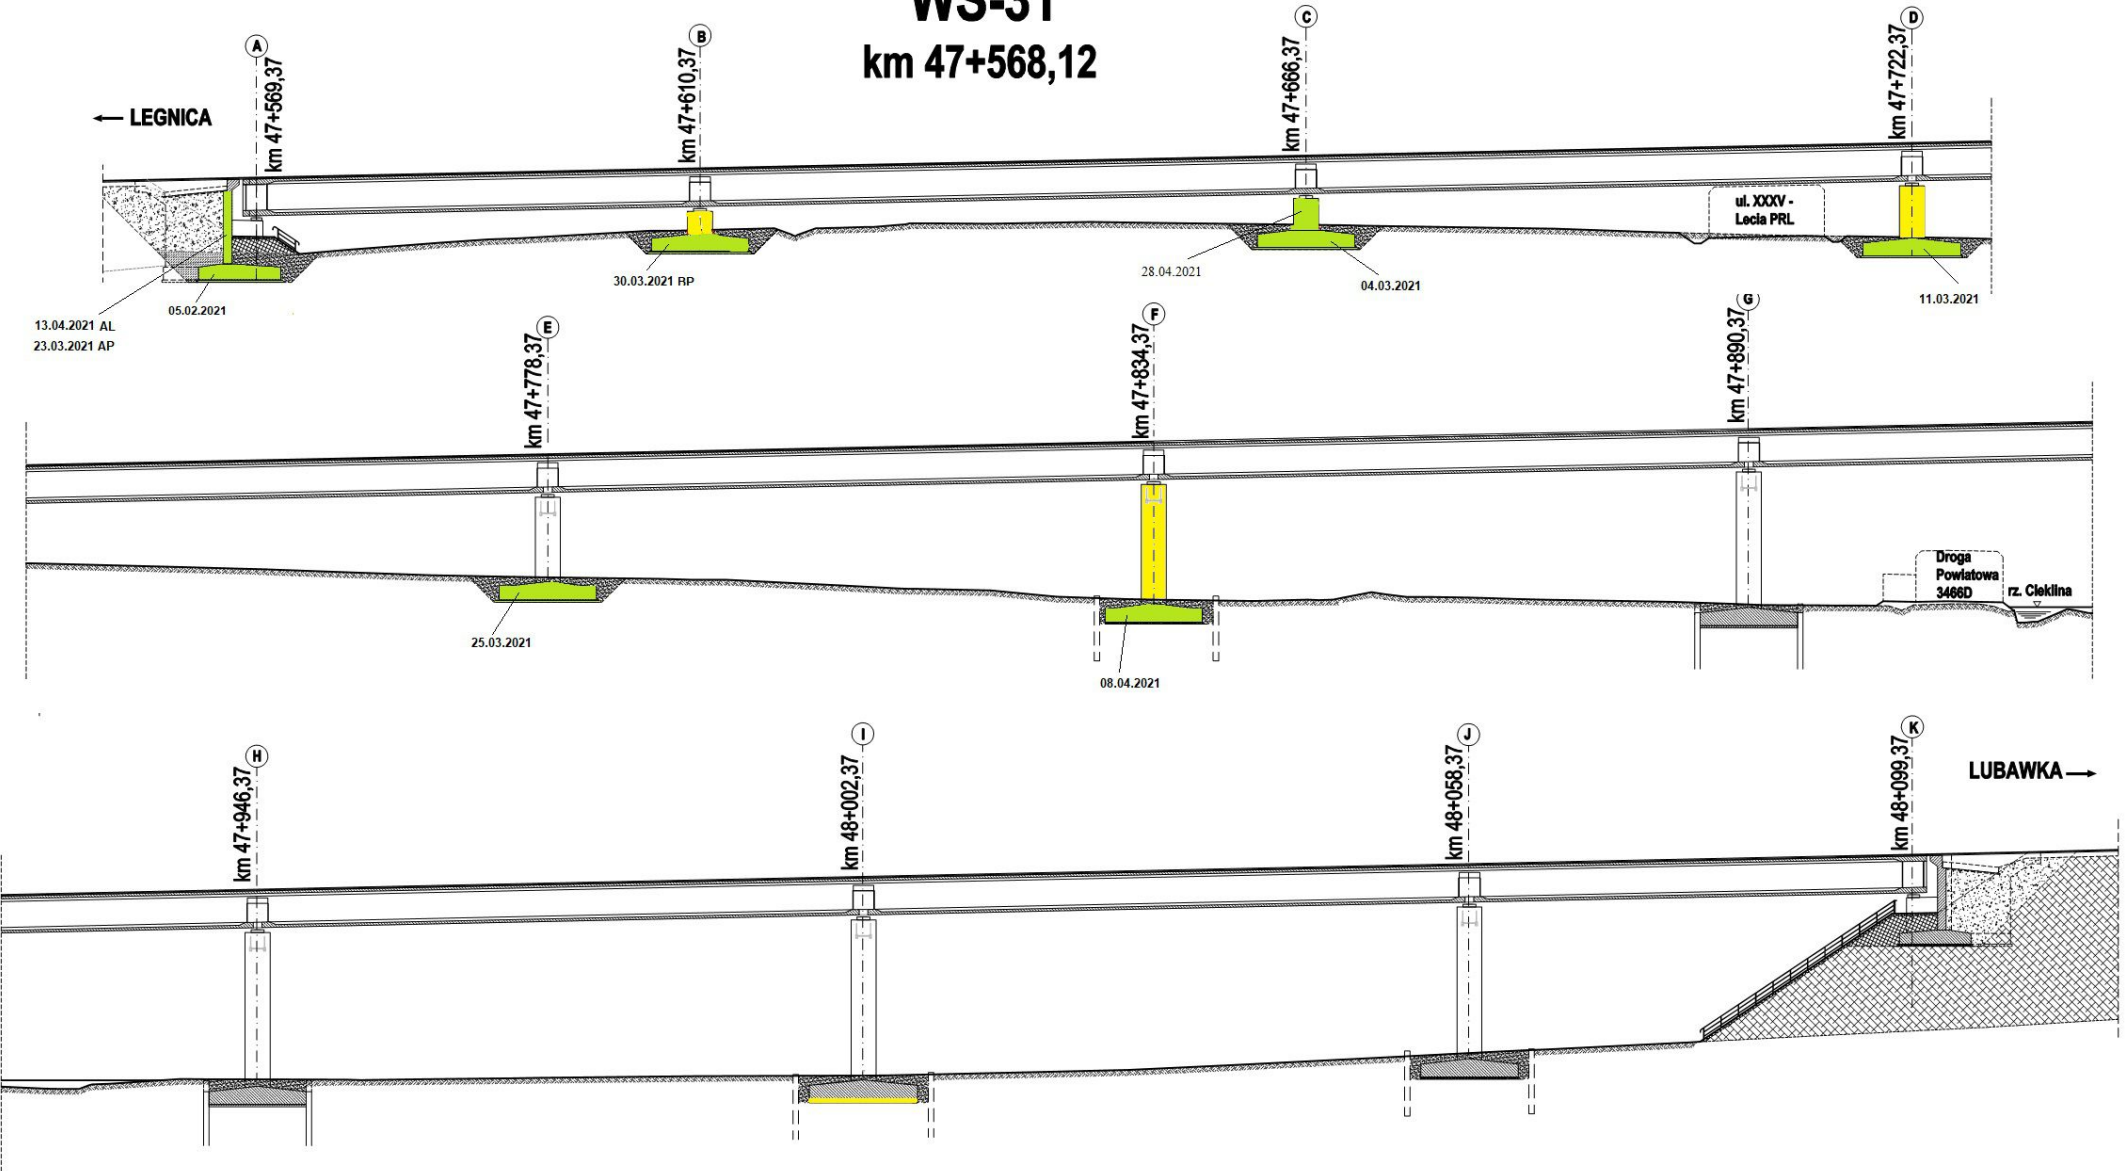 WS-31
km 47+568,12
A
B
C
D
km 47+569,37
km 47+610,37
km 47+666,37
km 47+722,37
← LEGNICA
ul. XXXV -
Lecia PRL
05.02.2021
13.04.2021 AL
23.03.2021 AP
30.03.2021 RP
28.04.2021
04.03.2021
11.03.2021
E
F
G
km 47+778,37
km 47+834,37
km 47+890,37
Droga
Powiatowa
3466D
rz. Cieklina
25.03.2021
08.04.2021
H
I
J
K
km 47+946,37
km 48+002,37
km 48+058,37
km 48+099,37
LUBAWKA →